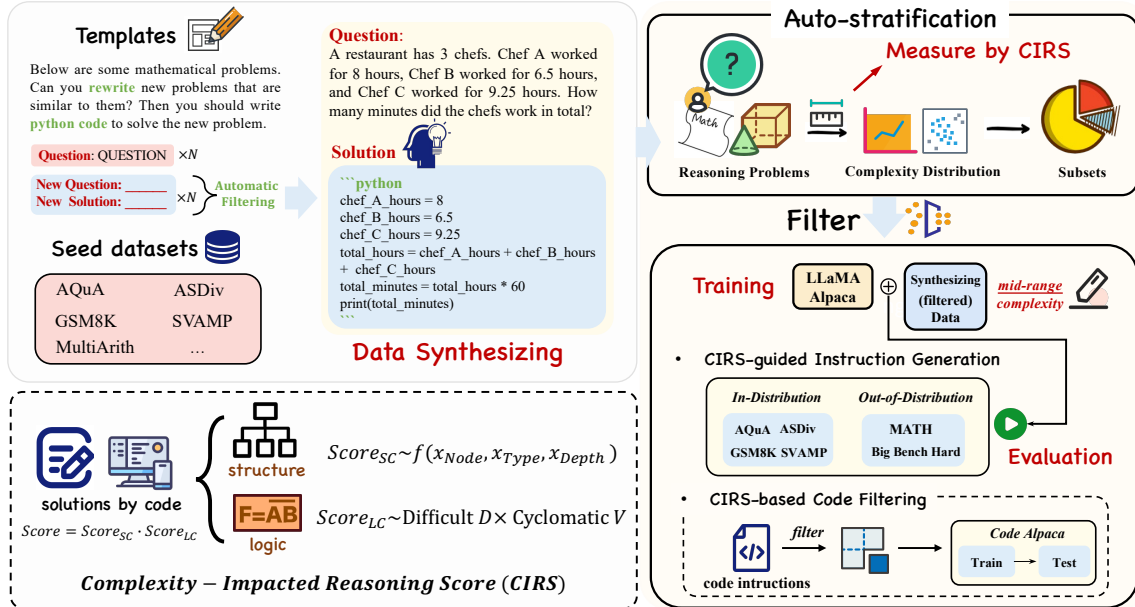 Templates
Below are some mathematical problems.
Can you rewrite new problems that are
similar to them? Then you should write
python code to solve the new problem.
Question: QUESTION ×N
New Question: ______
New Solution: ______
×N
Automatic
Filtering
Seed datasets
AQuA ASDiv
GSM8K SVAMP
MultiArith ...
Question:
A restaurant has 3 chefs. Chef A worked
for 8 hours, Chef B worked for 6.5 hours,
and Chef C worked for 9.25 hours. How
many minutes did the chefs work in total?
Solution
```python
chef_A_hours = 8
chef_B_hours = 6.5
chef_C_hours = 9.25
total_hours = chef_A_hours + chef_B_hours
+ chef_C_hours
total_minutes = total_hours * 60
print(total_minutes)
```
Data Synthesizing
solutions by code
Score = Score_SC · Score_LC
structure
F=A̅B̅
logic
Score_SC~f(x_Node, x_Type, x_Depth)
Score_LC~Difficult D × Cyclomatic V
Complexity − Impacted Reasoning Score (CIRS)
Auto-stratification
Measure by CIRS
?
Math
Reasoning Problems
Complexity Distribution
Subsets
Filter
Training
LLaMA
Alpaca
Synthesizing
(filtered)
Data
mid-range
complexity
• CIRS-guided Instruction Generation
In-Distribution
AQuA ASDiv
GSM8K SVAMP
Out-of-Distribution
MATH
Big Bench Hard
Evaluation
• CIRS-based Code Filtering
</>
code intructions
filter
Code Alpaca
Train
Test